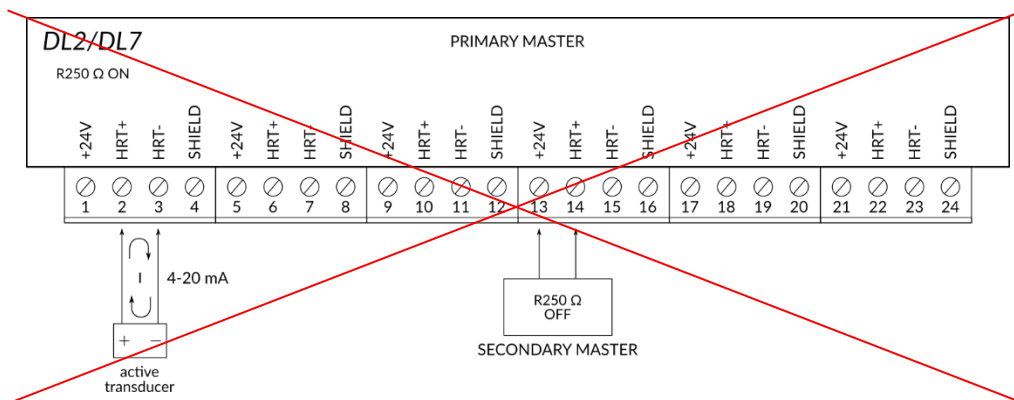 DL2/DL7
PRIMARY MASTER
R250 Ω ON
+24V HRT+ HRT- SHIELD +24V HRT+ HRT- SHIELD +24V HRT+ HRT- SHIELD +24V HRT+ HRT- SHIELD +24V HRT+ HRT- SHIELD +24V HRT+ HRT- SHIELD
1 2 3 4 5 6 7 8 9 10 11 12 13 14 15 16 17 18 19 20 21 22 23 24
I 4-20 mA
R250 Ω
OFF
+ −
SECONDARY MASTER
active
transducer